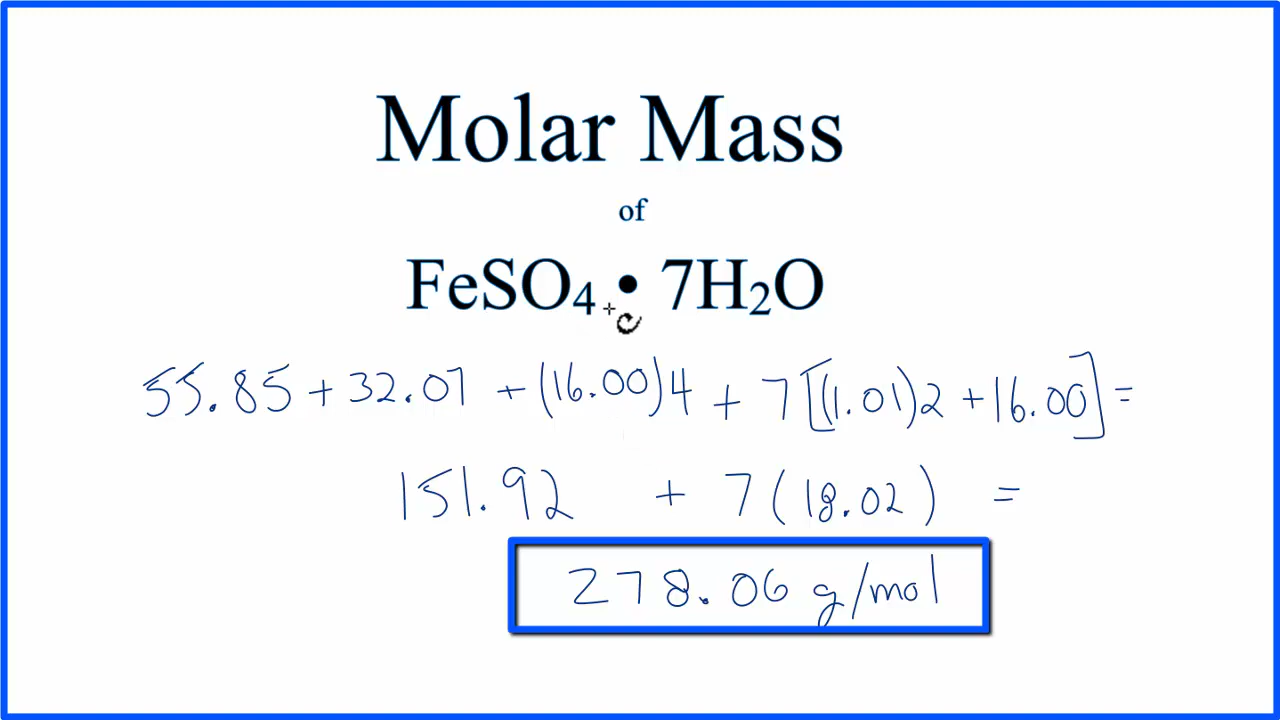 Molar Mass
of
FeSO₄ • 7H₂O
55.85 + 32.07 + (16.00)4 + 7[(1.01)2 + 16.00] =
151.92 + 7(18.02) =
278.06 g/mol